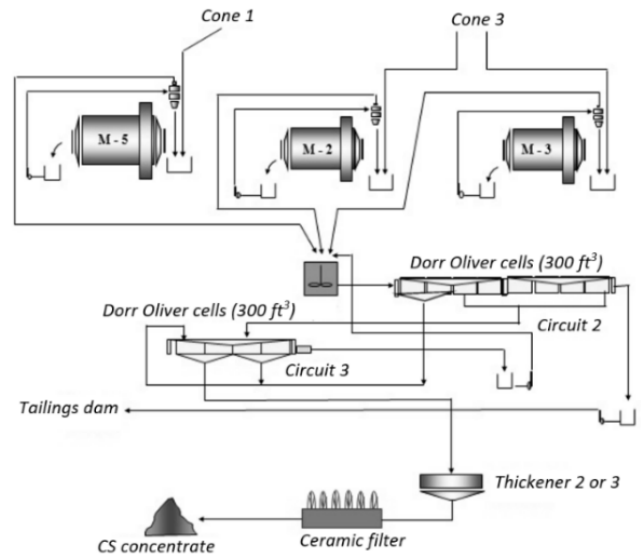 Cone 1
Cone 3
M - 5
M - 2
M - 3
Dorr Oliver cells (300 ft³)
Dorr Oliver cells (300 ft³)
Circuit 2
Circuit 3
Tailings dam
Thickener 2 or 3
CS concentrate
Ceramic filter